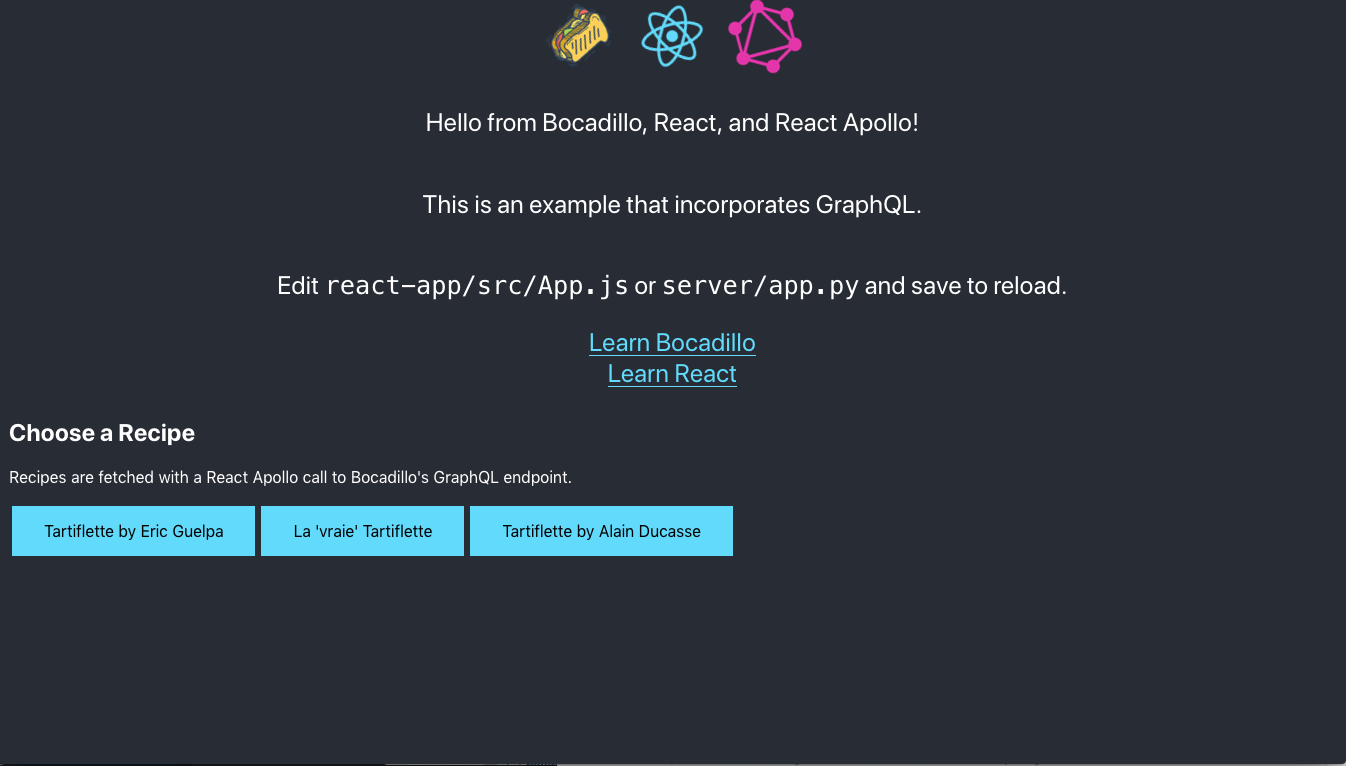 Hello from Bocadillo, React, and React Apollo!
This is an example that incorporates GraphQL.
Edit react-app/src/App.js or server/app.py and save to reload.
Learn Bocadillo
Learn React
Choose a Recipe
Recipes are fetched with a React Apollo call to Bocadillo's GraphQL endpoint.
Tartiflette by Eric Guelpa La 'vraie' Tartiflette Tartiflette by Alain Ducasse